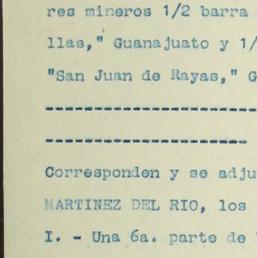 res mineros 1/2 barra
llas," Guanajuato y 1/
"San Juan de Rayas," G
-----------------------
----------------------
Corresponden y se adju
MARTINEZ DEL RIO, los
I. - Una 6a. parte de